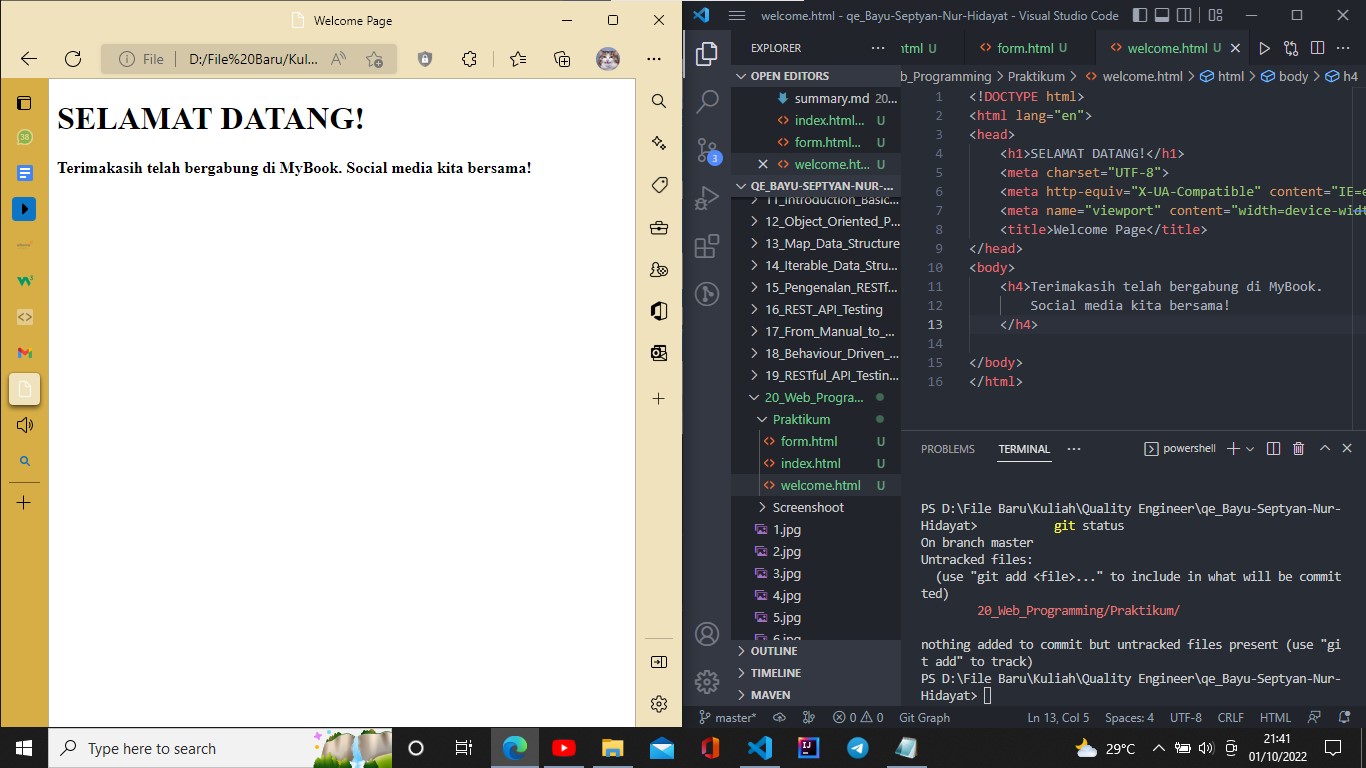 Welcome Page
File
D:/File%20Baru/Kul...
SELAMAT DATANG!
Terimakasih telah bergabung di MyBook. Social media kita bersama!
38
welcome.html - qe_Bayu-Septyan-Nur-Hidayat - Visual Studio Code
EXPLORER
OPEN EDITORS
summary.md 20...
index.html... U
form.html... U
welcome.ht... U
QE_BAYU-SEPTYAN-NUR-...
11_Introduction_Basic...
12_Object_Oriented_P...
13_Map_Data_Structure
14_Iterable_Data_Stru...
15_Pengenalan_RESTf...
16_REST_API_Testing
17_From_Manual_to_...
18_Behaviour_Driven_...
19_RESTful_API_Testin...
20_Web_Progra...
Praktikum
form.html U
index.html U
welcome.html U
Screenshoot
1.jpg
2.jpg
3.jpg
4.jpg
5.jpg
6.jpg
OUTLINE
TIMELINE
MAVEN
3
html U
form.html U
welcome.html U
b_Programming > Praktikum > welcome.html > html > body > h4
1 <!DOCTYPE html>
2 <html lang="en">
3 <head>
4 <h1>SELAMAT DATANG!</h1>
5 <meta charset="UTF-8">
6 <meta http-equiv="X-UA-Compatible" content="IE=e
7 <meta name="viewport" content="width=device-widt
8 <title>Welcome Page</title>
9 </head>
10 <body>
11 <h4>Terimakasih telah bergabung di MyBook.
12 Social media kita bersama!
13 </h4>
14
15 </body>
16 </html>
PROBLEMS TERMINAL ... powershell
PS D:\File Baru\Kuliah\Quality Engineer\qe_Bayu-Septyan-Nur-
Hidayat> git status
On branch master
Untracked files:
(use "git add <file>..." to include in what will be commit
ted)
20_Web_Programming/Praktikum/
nothing added to commit but untracked files present (use "gi
t add" to track)
PS D:\File Baru\Kuliah\Quality Engineer\qe_Bayu-Septyan-Nur-
Hidayat>
master* 0 0 Git Graph Ln 13, Col 5 Spaces: 4 UTF-8 CRLF HTML
Type here to search
29°C
21:41
01/10/2022